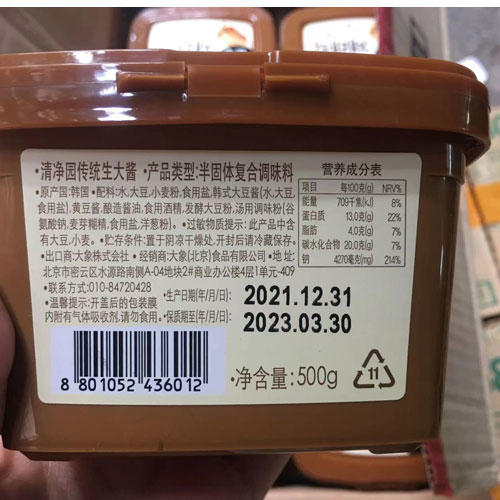 ·清净园传统生大酱 ·产品类型:半固体复合调味料
·原产国:韩国 ·配料:水,大豆,小麦粉,食用盐,韩式大豆酱(水,大豆,
食用盐),黄豆酱,酿造酱油,食用酒精,发酵大豆粉,汤用调味粉(谷
氨酸钠,麦芽糊精,食用盐,洋葱粉)。·过敏物质提示:此产品中含
有大豆,小麦。·贮存条件:置于阴凉干燥处,开封后请冷藏保存。
·出口商:大象株式会社 ·经销商:大象(北京)食品有限公司 ·地址:
北京市密云区水源路南侧A-04地块2#商业办公楼4层1单元-409
·联系方式:010-84720428
·温馨提示:开盖后的包装膜
内附有气体吸收剂,请勿食用。
·生产日期(年/月/日):
2021.12.31
·保质期至(年/月/日):
2023.03.30
营养成分表
项目 每100克(g) NRV%
能量 709千焦(kJ) 8%
蛋白质 13.0克(g) 22%
脂肪 4.0克(g) 7%
碳水化合物 20.0克(g) 7%
钠 4270毫克(mg) 214%
8 801052 436012
·净含量:500g
11